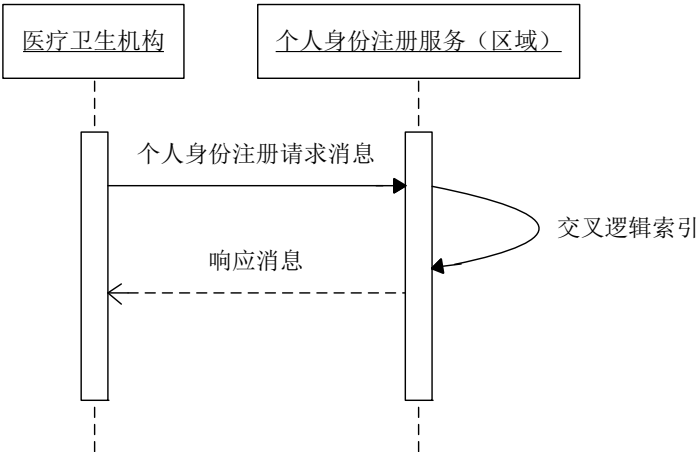 医疗卫生机构
个人身份注册服务（区域）
个人身份注册请求消息
交叉逻辑索引
响应消息